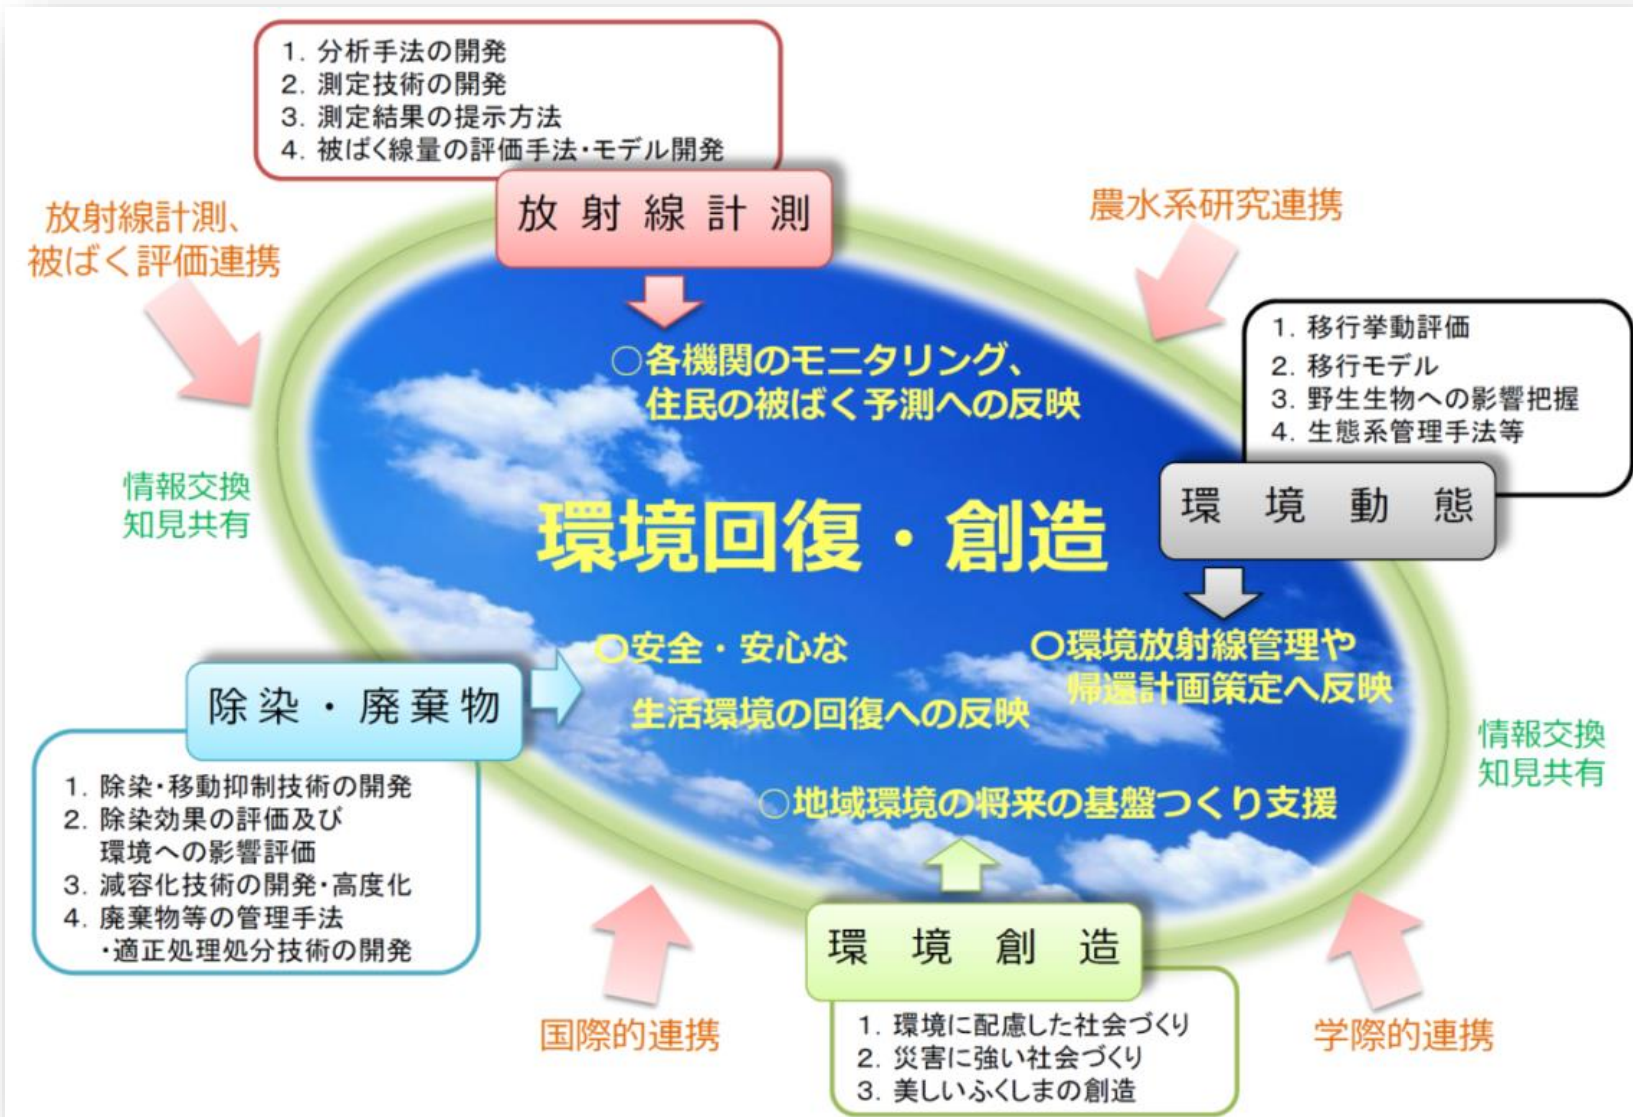 1. 分析手法の開発
2. 測定技術の開発
3. 測定結果の提示方法
4. 被ばく線量の評価手法・モデル開発
放射線計測
放射線計測、
被ばく評価連携
農水系研究連携
○各機関のモニタリング、
住民の被ばく予測への反映
1. 移行挙動評価
2. 移行モデル
3. 野生生物への影響把握
4. 生態系管理手法等
環境動態
情報交換
知見共有
環境回復・創造
○安全・安心な
生活環境の回復への反映
○環境放射線管理や
帰還計画策定へ反映
除染・廃棄物
1. 除染・移動抑制技術の開発
2. 除染効果の評価及び
環境への影響評価
3. 減容化技術の開発・高度化
4. 廃棄物等の管理手法
・適正処理処分技術の開発
情報交換
知見共有
○地域環境の将来の基盤つくり支援
環境創造
1. 環境に配慮した社会づくり
2. 災害に強い社会づくり
3. 美しいふくしまの創造
国際的連携
学際的連携